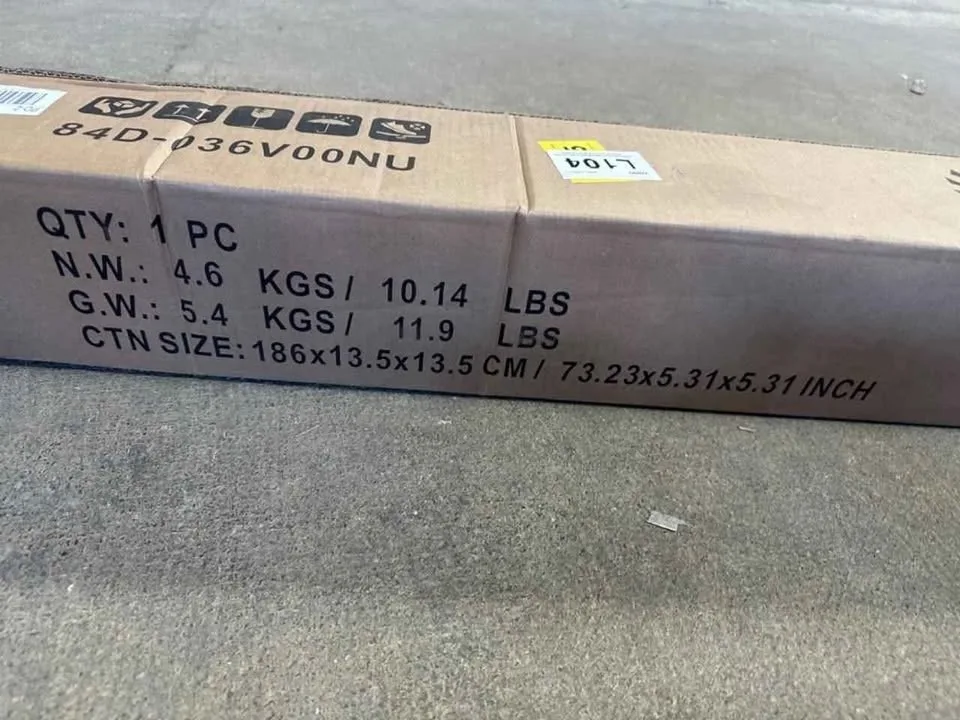 84D-036V00NU
L104
QTY: 1 PC
N.W.: 4.6 KGS / 10.14 LBS
G.W.: 5.4 KGS / 11.9 LBS
CTN SIZE: 186x13.5x13.5 CM / 73.23x5.31x5.31 INCH